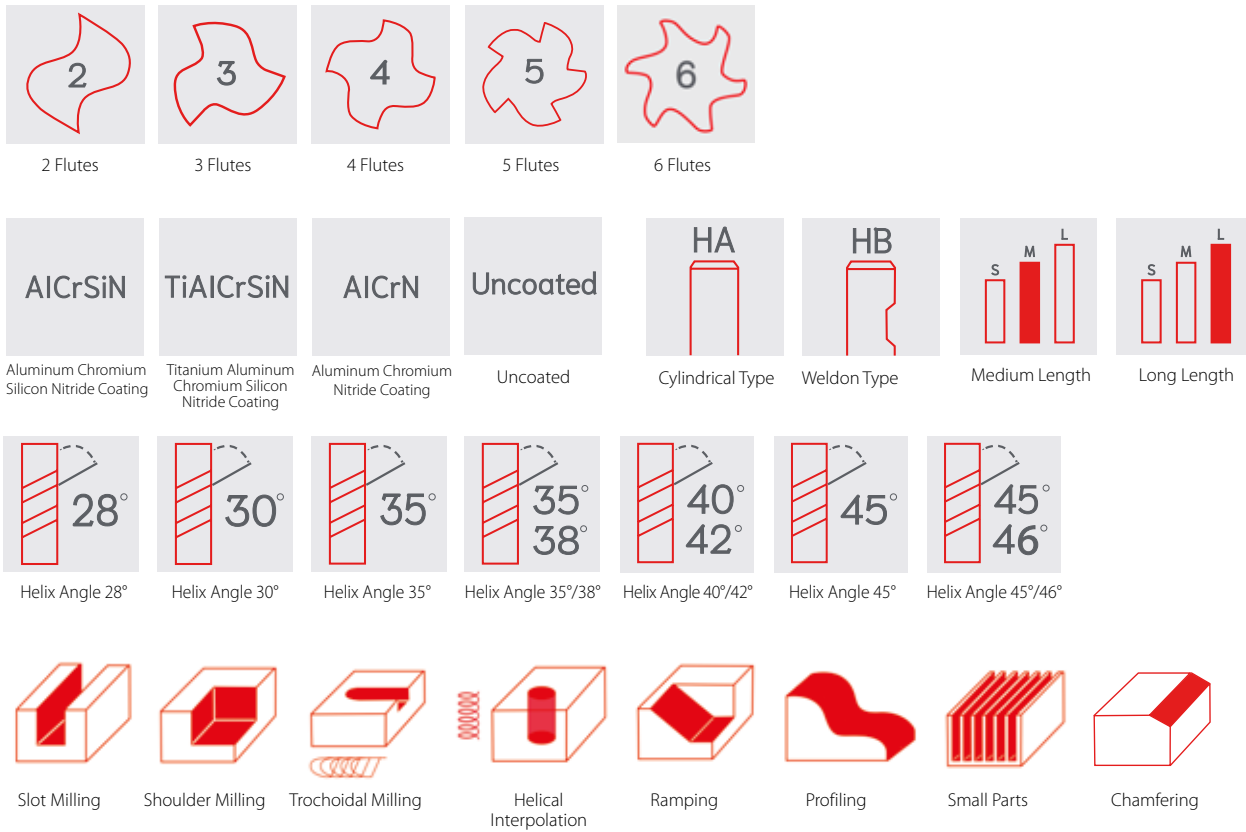 2
3
4
5
6
2 Flutes
3 Flutes
4 Flutes
5 Flutes
6 Flutes
AlCrSiN
TiAlCrSiN
AlCrN
Uncoated
HA
HB
S
M
L
S
M
L
Aluminum Chromium
Silicon Nitride Coating
Titanium Aluminum
Chromium Silicon
Nitride Coating
Aluminum Chromium
Nitride Coating
Uncoated
Cylindrical Type
Weldon Type
Medium Length
Long Length
28°
30°
35°
35°
38°
40°
42°
45°
45°
46°
Helix Angle 28°
Helix Angle 30°
Helix Angle 35°
Helix Angle 35°/38°
Helix Angle 40°/42°
Helix Angle 45°
Helix Angle 45°/46°
Slot Milling
Shoulder Milling
Trochoidal Milling
Helical
Interpolation
Ramping
Profiling
Small Parts
Chamfering